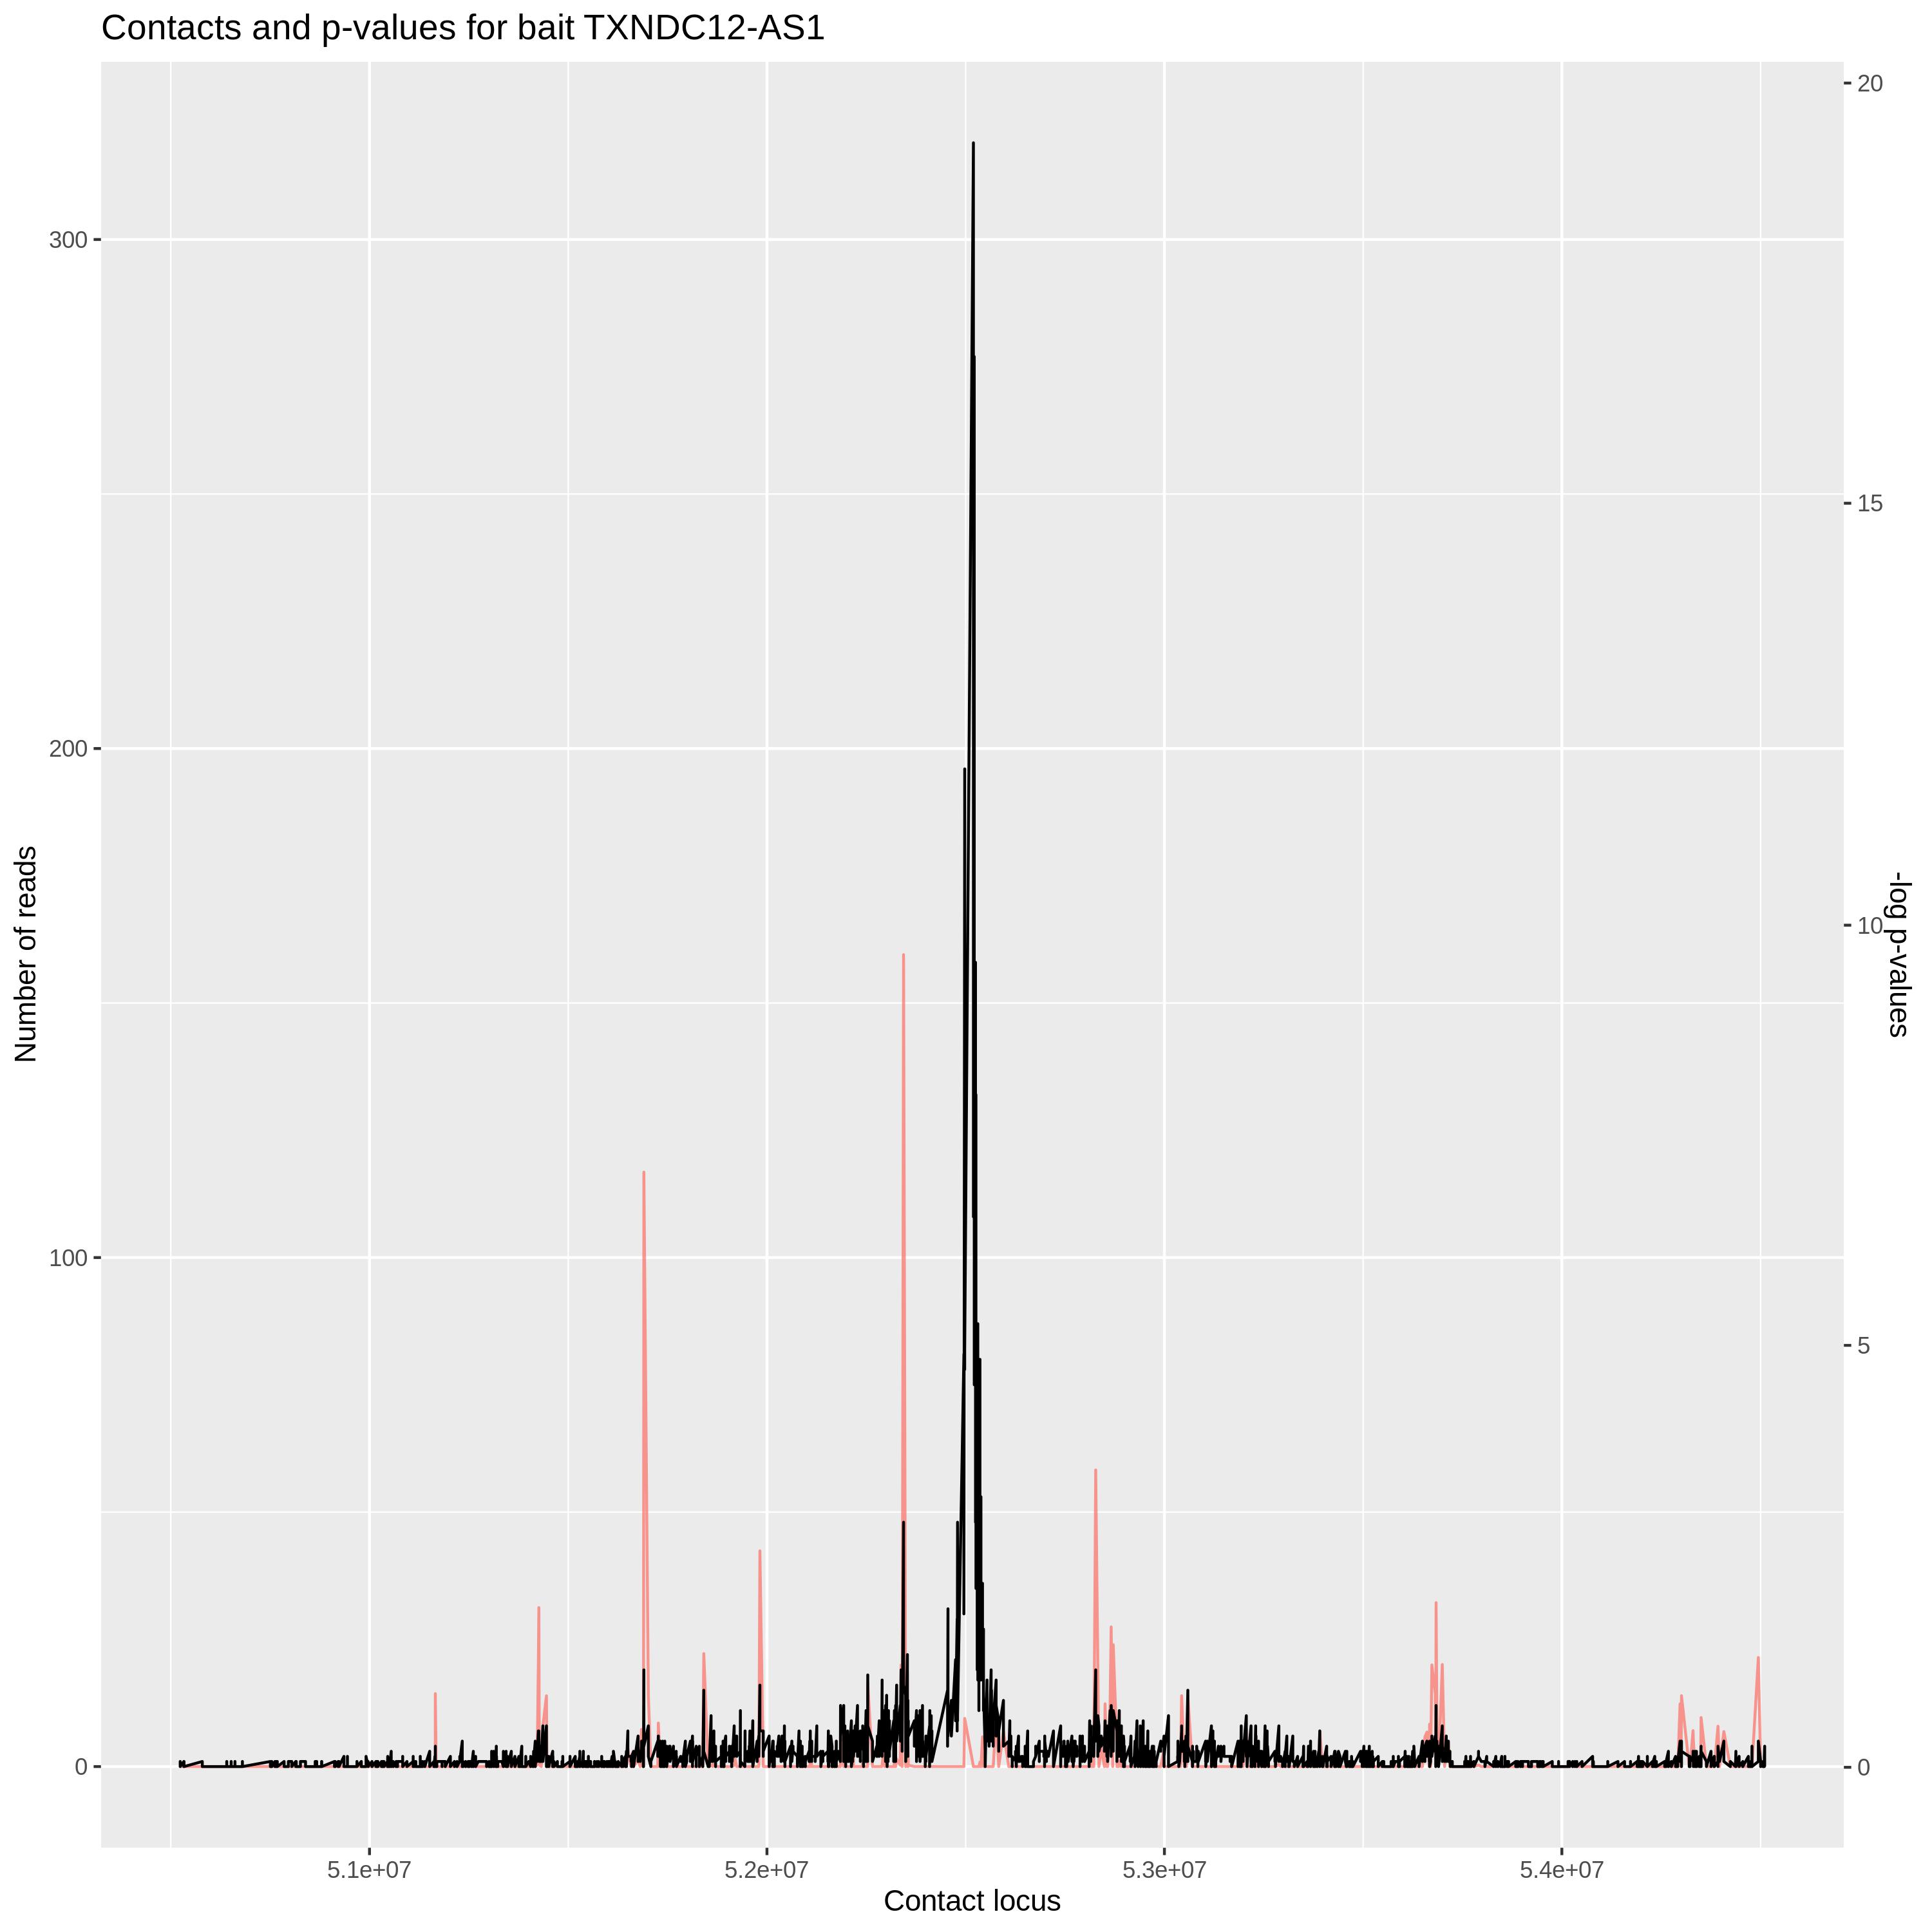 Contacts and p-values for bait TXNDC12-AS1
Number of reads
300
200
100
0
20
15
10
5
0
-log p-values
5.1e+07
5.2e+07
5.3e+07
5.4e+07
Contact locus